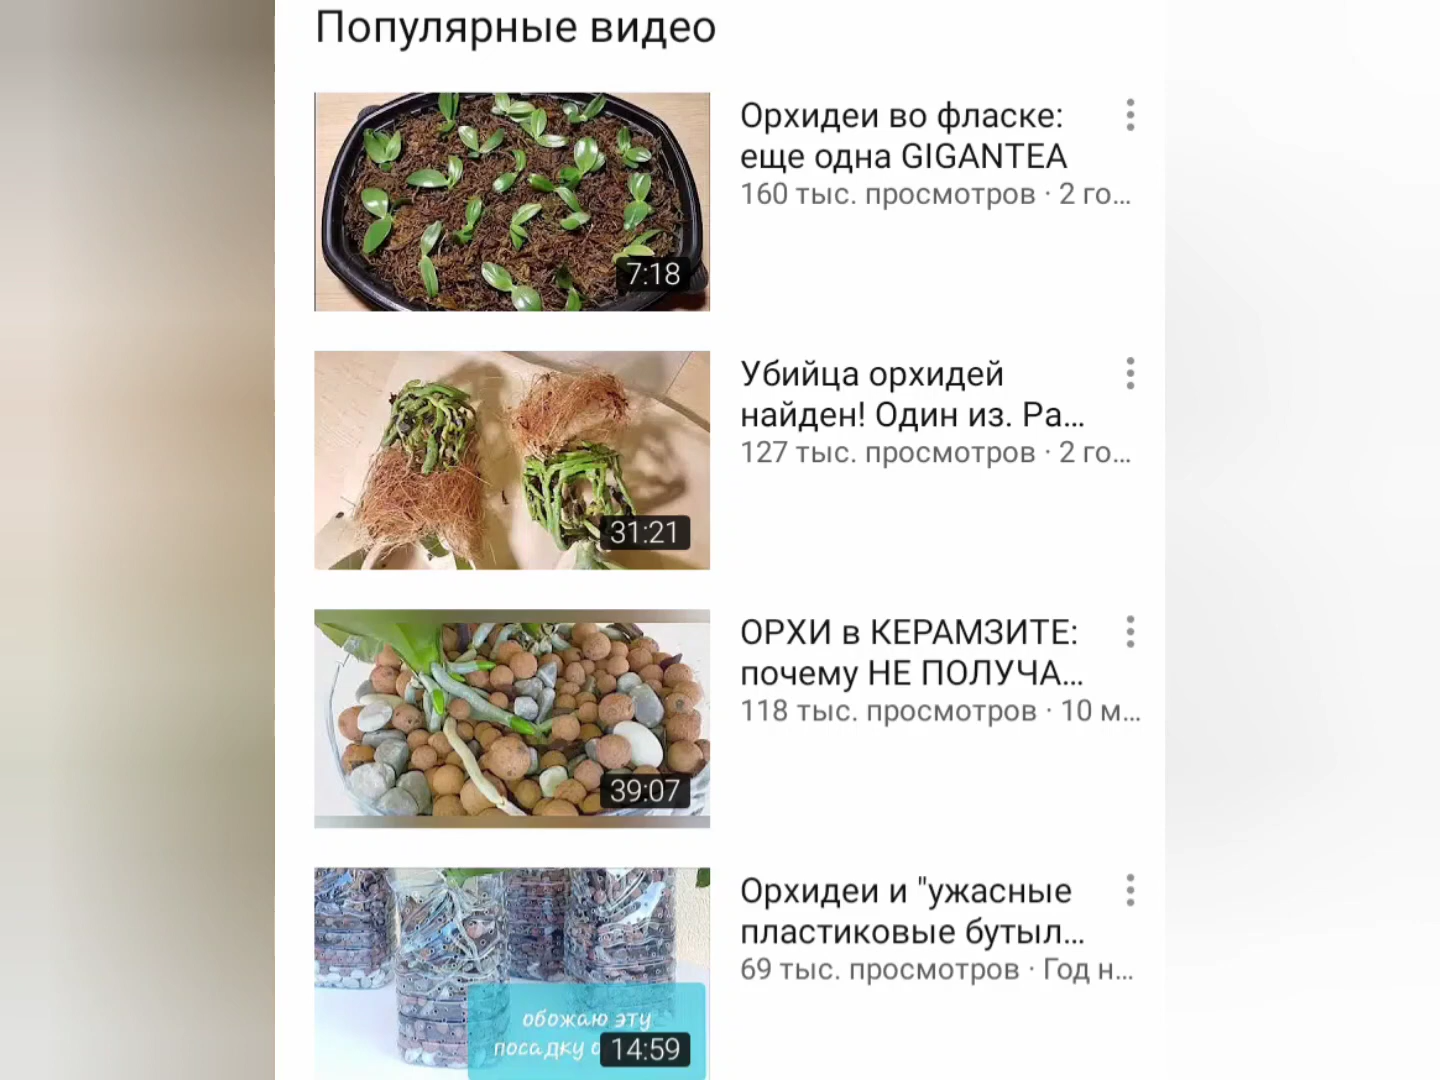 Популярные видео
Орхидеи во фласке:
еще одна GIGANTEA
160 тыс. просмотров · 2 го...
7:18
Убийца орхидей
найден! Один из. Ра...
127 тыс. просмотров · 2 го...
31:21
ОРХИ в КЕРАМЗИТЕ:
почему НЕ ПОЛУЧА...
118 тыс. просмотров · 10 м...
39:07
Орхидеи и "ужасные
пластиковые бутыл...
69 тыс. просмотров · Год н...
обожаю эту
посадку о
14:59